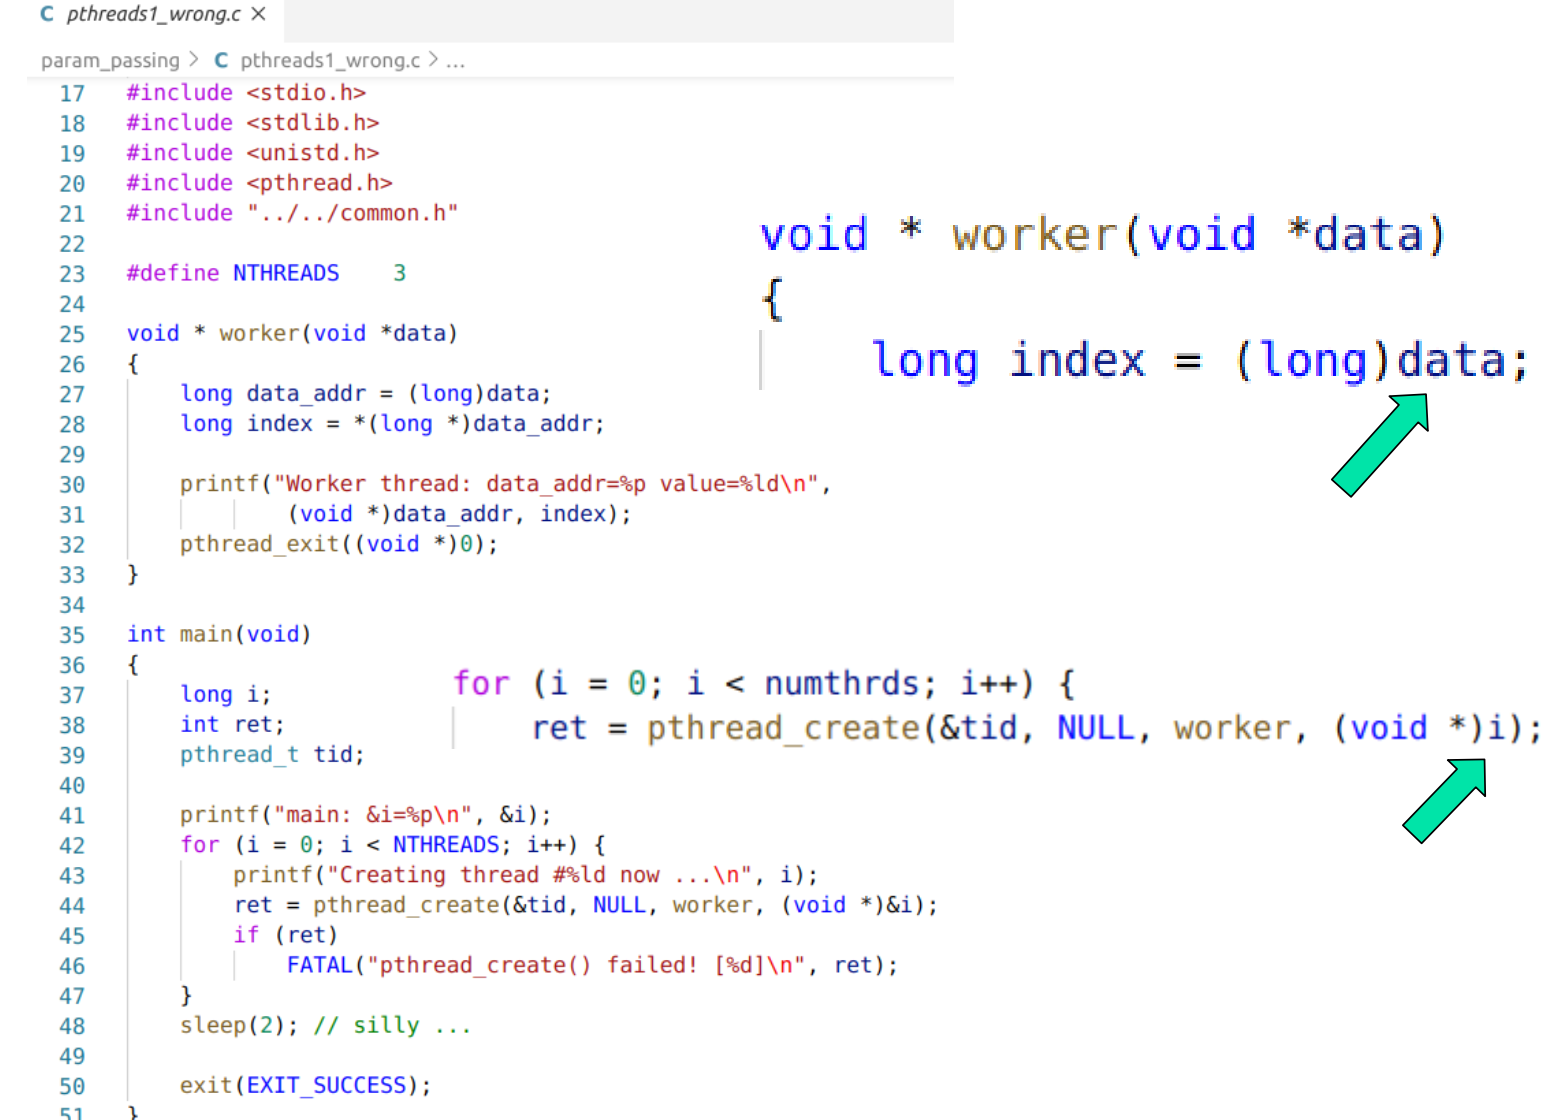 C pthreads1_wrong.c ×
param_passing > C pthreads1_wrong.c > ...
17 #include <stdio.h>
18 #include <stdlib.h>
19 #include <unistd.h>
20 #include <pthread.h>
21 #include "../../common.h"
22
23 #define NTHREADS    3
24
25 void * worker(void *data)
26 {
27     long data_addr = (long)data;
28     long index = *(long *)data_addr;
29
30     printf("Worker thread: data_addr=%p value=%ld\n",
31             (void *)data_addr, index);
32     pthread_exit((void *)0);
33 }
34
35 int main(void)
36 {
37     long i;
38     int ret;
39     pthread_t tid;
40
41     printf("main: &i=%p\n", &i);
42     for (i = 0; i < NTHREADS; i++) {
43         printf("Creating thread #%ld now ...\n", i);
44         ret = pthread_create(&tid, NULL, worker, (void *)&i);
45         if (ret)
46             FATAL("pthread_create() failed! [%d]\n", ret);
47     }
48     sleep(2); // silly ...
49
50     exit(EXIT_SUCCESS);
51 }
void * worker(void *data)
{
    long index = (long)data;
for (i = 0; i < numthrds; i++) {
    ret = pthread_create(&tid, NULL, worker, (void *)i);